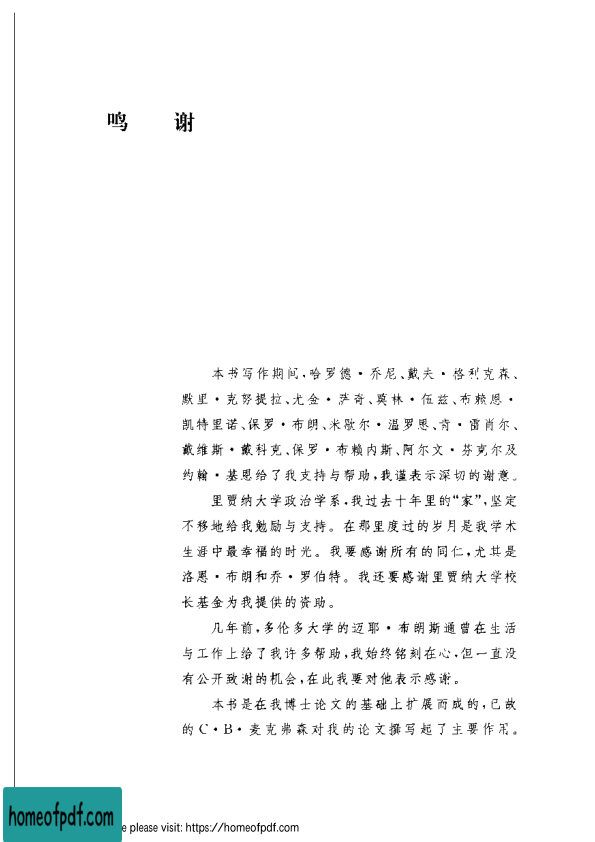 鸣 谢
本书写作期间,哈罗德·乔尼、戴夫·格利克森、
默里·克努提拉、尤金·萨奇、莫林·伍兹、布赖恩·
凯特里诺、保罗·布朗、米歇尔·温罗恩、肯·雷肖尔、
戴维斯·戴科克、保罗·布赖内斯、阿尔文·芬克尔及
约翰·基恩给了我支持与帮助,我谨表示深切的谢意。
里贾纳大学政治学系,我过去十年里的“家”,坚定
不移地给我勉励与支持。在那里度过的岁月是我学术
生涯中最幸福的时光。我要感谢所有的同仁,尤其是
洛恩·布朗和乔·罗伯特。我还要感谢里贾纳大学校
长基金为我提供的资助。
几年前,多伦多大学的迈耶·布朗斯通曾在生活
与工作上给了我许多帮助,我始终铭刻在心,但一直没
有公开致谢的机会,在此我要对他表示感谢。
本书是在我博士论文的基础上扩展而成的,已故
的C·B·麦克弗森对我的论文撰写起了主要作用。
homeofpdf.com
e please visit: https://homeofpdf.com